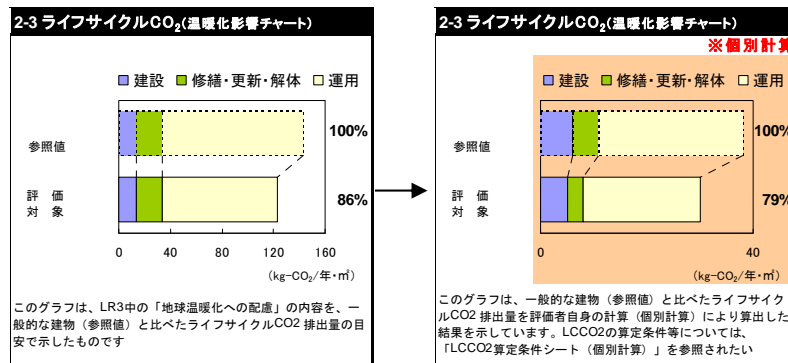 2-3 ライフサイクルCO₂(温暖化影響チャート)
建設 修繕・更新・解体 運用
参照値
100%
評 価
対 象
86%
0 40 80 120 160
(kg-CO₂/年・㎡)
このグラフは、LR3中の「地球温暖化への配慮」の内容を、一
般的な建物（参照値）と比べたライフサイクルCO2 排出量の目
安で示したものです
2-3 ライフサイクルCO₂(温暖化影響チャート)
※個別計算
建設 修繕・更新・解体 運用
参照値
100%
評 価
対 象
79%
0 40
(kg-CO₂/年・㎡)
このグラフは、一般的な建物（参照値）と比べたライフサイク
ルCO2 排出量を評価者自身の計算（個別計算）により算出した
結果を示しています。LCCO2の算定条件等については、
「LCCO2算定条件シート（個別計算）」を参照されたい